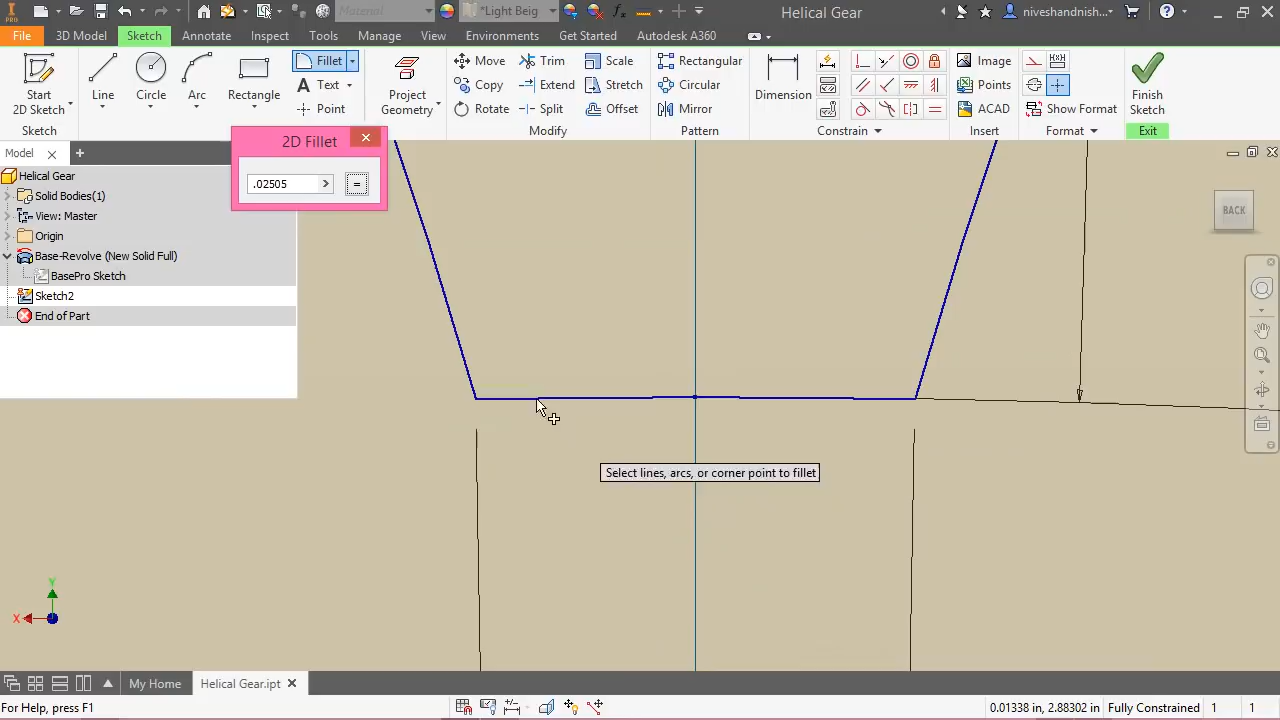 Material
*Light Beig
Helical Gear
niveshandnish...
PRO
File
3D Model
Sketch
Annotate
Inspect
Tools
Manage
View
Environments
Get Started
Autodesk A360
Start
2D Sketch
Line
Circle
Arc
Rectangle
Fillet
Text
Point
Project
Geometry
Move
Copy
Rotate
Trim
Extend
Split
Scale
Stretch
Offset
Rectangular
Circular
Mirror
Dimension
Image
Points
ACAD
Show Format
Finish
Sketch
Sketch
Modify
Pattern
Constrain
Insert
Format
Exit
Model
2D Fillet
.02505
=
Helical Gear
Solid Bodies(1)
View: Master
Origin
Base-Revolve (New Solid Full)
BasePro Sketch
Sketch2
End of Part
BACK
Select lines, arcs, or corner point to fillet
Y
X
My Home
Helical Gear.ipt
For Help, press F1
0.01338 in, 2.88302 in
Fully Constrained
1
1